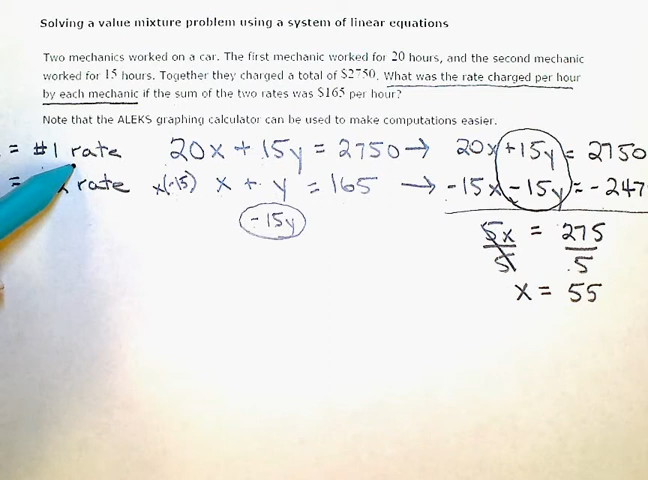 Solving a value mixture problem using a system of linear equations
Two mechanics worked on a car. The first mechanic worked for 20 hours, and the second mechanic
worked for 15 hours. Together they charged a total of $2750. What was the rate charged per hour
by each mechanic if the sum of the two rates was $165 per hour?
Note that the ALEKS graphing calculator can be used to make computations easier.
= #1 rate 20x + 15y = 2750 → 20x + 15y = 2750
= rate x(-15) x + y = 165 → -15x - 15y = -247
-15y
5x = 275
5 5
x = 55